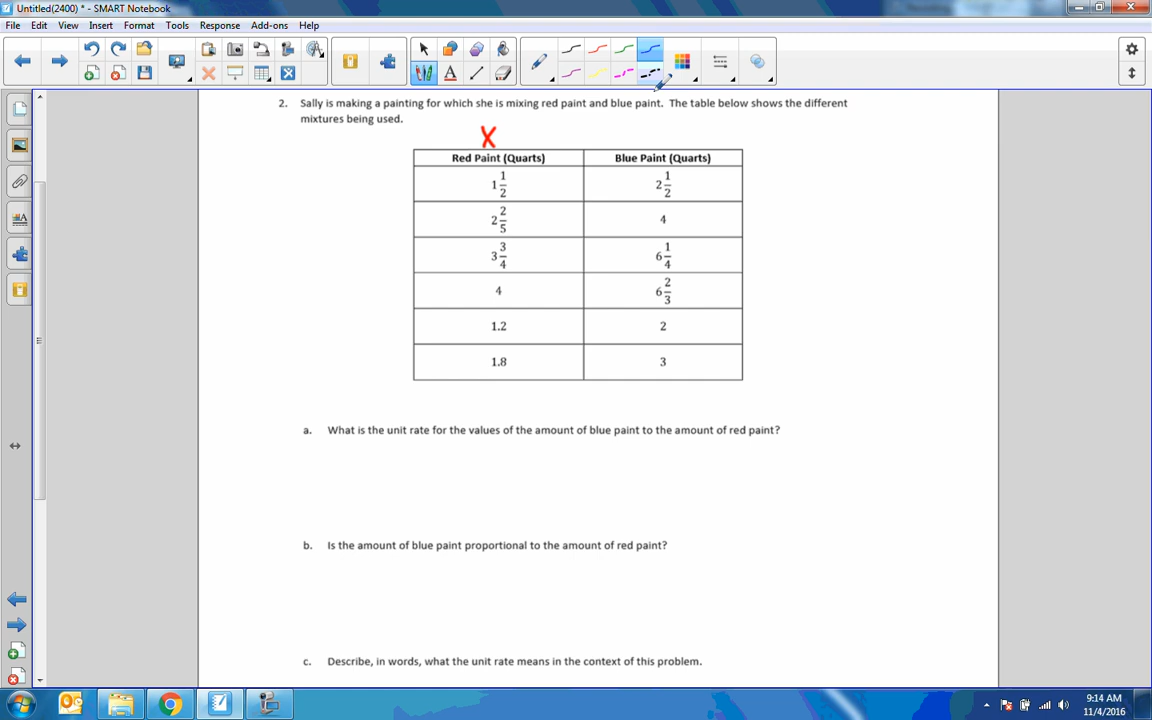 Untitled(2400) * - SMART Notebook
File Edit View Insert Format Tools Response Add-ons Help
2. Sally is making a painting for which she is mixing red paint and blue paint. The table below shows the different
mixtures being used.
X
Red Paint (Quarts) Blue Paint (Quarts)
1 1/2 2 1/2
2 2/5 4
3 3/4 6 1/4
4 6 2/3
1.2 2
1.8 3
a. What is the unit rate for the values of the amount of blue paint to the amount of red paint?
b. Is the amount of blue paint proportional to the amount of red paint?
c. Describe, in words, what the unit rate means in the context of this problem.
9:14 AM
11/4/2016